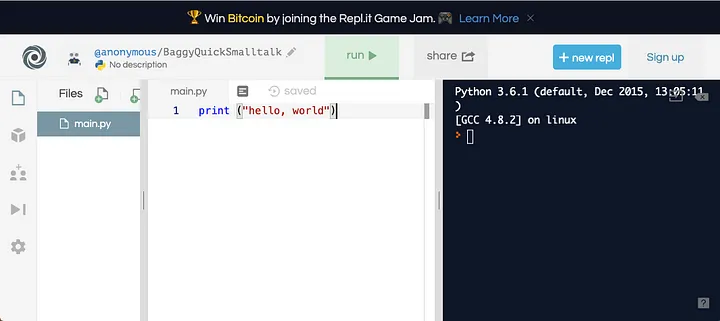 🏆 Win Bitcoin by joining the Repl.it Game Jam. 🎮 Learn More ×
@anonymous/BaggyQuickSmalltalk
No description
run
share
+ new repl
Sign up
Files
main.py
main.py
saved
1 print ("hello, world")
Python 3.6.1 (default, Dec 2015, 13:05:11
)
[GCC 4.8.2] on linux
?